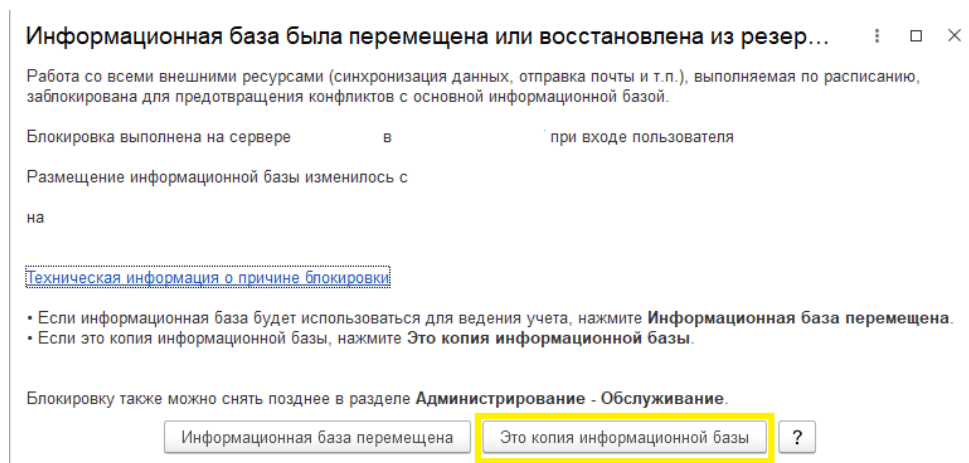 Информационная база была перемещена или восстановлена из резер...
Работа со всеми внешними ресурсами (синхронизация данных, отправка почты и т.п.), выполняемая по расписанию,
заблокирована для предотвращения конфликтов с основной информационной базой.
Блокировка выполнена на сервере в при входе пользователя
Размещение информационной базы изменилось с
на
Техническая информация о причине блокировки
• Если информационная база будет использоваться для ведения учета, нажмите Информационная база перемещена.
• Если это копия информационной базы, нажмите Это копия информационной базы.
Блокировку также можно снять позднее в разделе Администрирование - Обслуживание.
Информационная база перемещена Это копия информационной базы ?